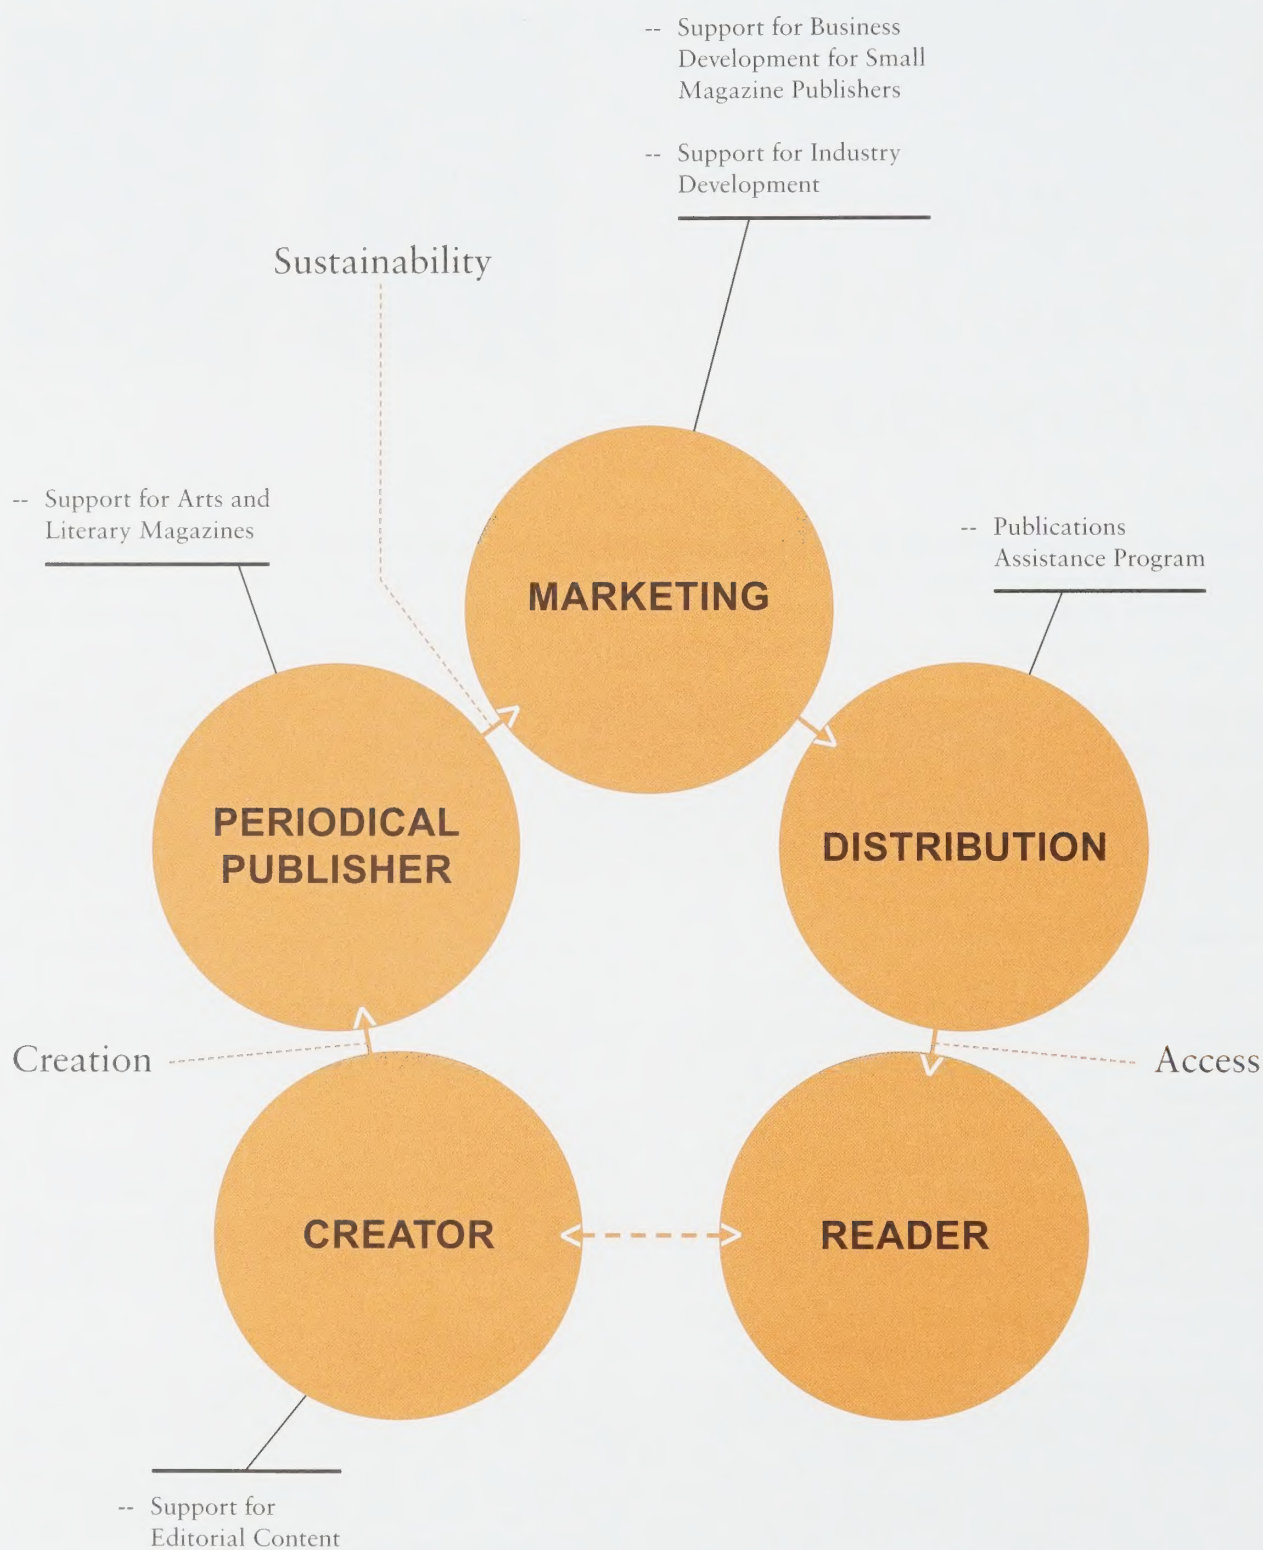 -- Support for Business
Development for Small
Magazine Publishers
-- Support for Industry
Development
Sustainability
-- Support for Arts and
Literary Magazines
-- Publications
Assistance Program
MARKETING
PERIODICAL
PUBLISHER
DISTRIBUTION
Creation
Access
CREATOR
READER
-- Support for
Editorial Content